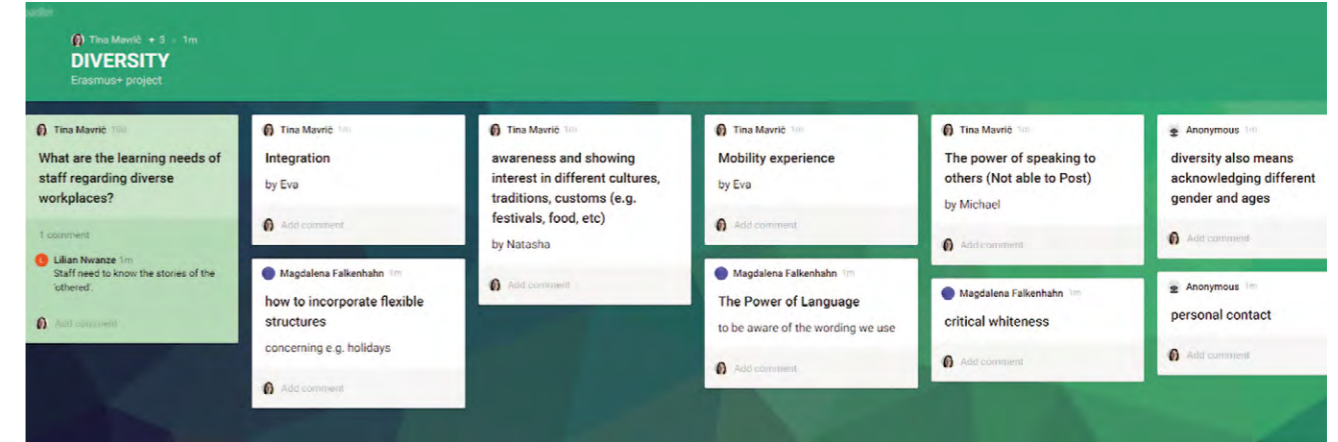 padlet
Tina Mavrič + 3 · 1m
DIVERSITY
Erasmus+ project
Tina Mavrič 10d
What are the learning needs of
staff regarding diverse
workplaces?
1 comment
L
Lilian Nwanze 1m
Staff need to know the stories of the
'othered'.
Add comment
Tina Mavrič 1m
Integration
by Eva
Add comment
Magdalena Falkenhahn 1m
how to incorporate flexible
structures
concerning e.g. holidays
Add comment
Tina Mavrič 1m
awareness and showing
interest in different cultures,
traditions, customs (e.g.
festivals, food, etc)
by Natasha
Add comment
Tina Mavrič 1m
Mobility experience
by Eva
Add comment
Magdalena Falkenhahn 1m
The Power of Language
to be aware of the wording we use
Add comment
Tina Mavrič 1m
The power of speaking to
others (Not able to Post)
by Michael
Add comment
Magdalena Falkenhahn 1m
critical whiteness
Add comment
Anonymous 1m
diversity also means
acknowledging different
gender and ages
Add comment
Anonymous 1m
personal contact
Add comment